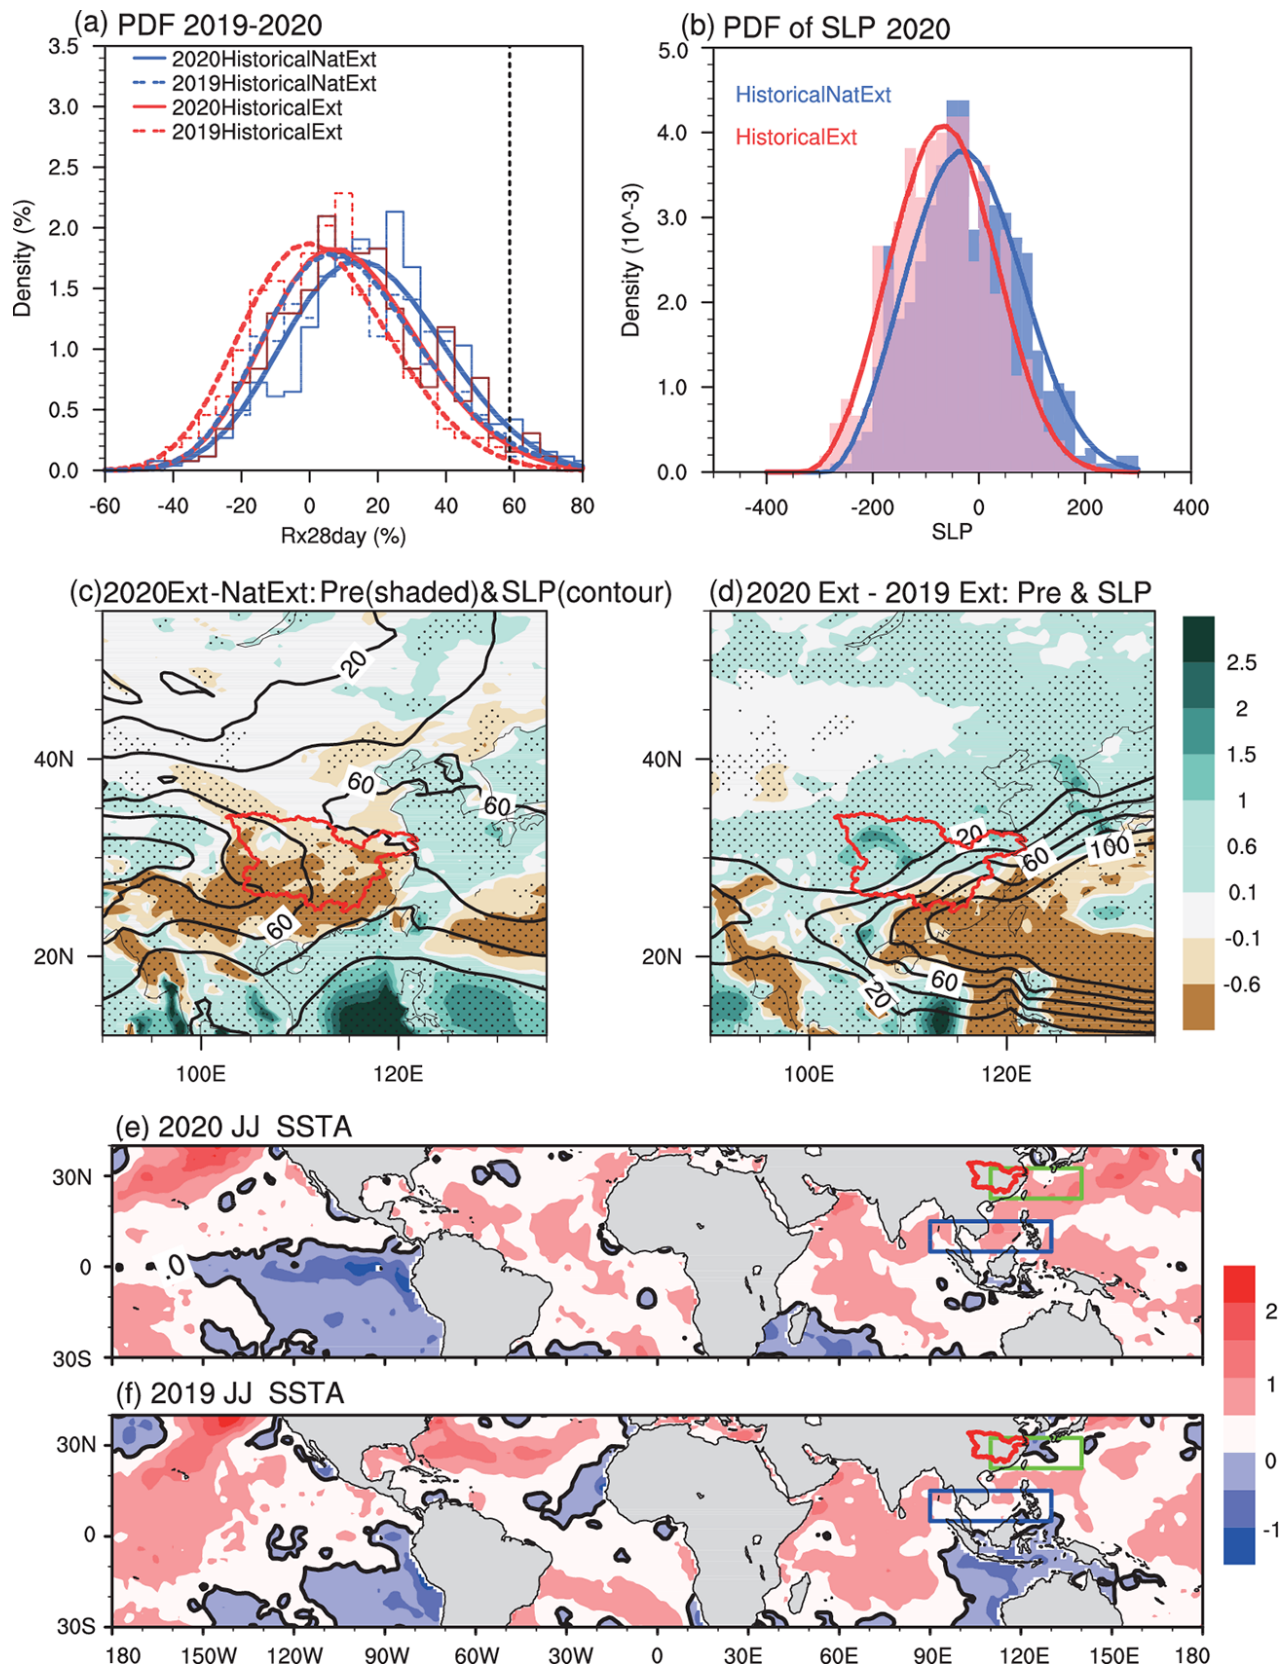 (a) PDF 2019-2020
(b) PDF of SLP 2020
3.5
3.0
2.5
2.0
1.5
1.0
0.5
0.0
Density (%)
2020HistoricalNatExt
2019HistoricalNatExt
2020HistoricalExt
2019HistoricalExt
-60 -40 -20 0 20 40 60 80
Rx28day (%)
5.0
4.0
3.0
2.0
1.0
0.0
Density (10^-3)
HistoricalNatExt
HistoricalExt
-400 -200 0 200 400
SLP
(c) 2020Ext-NatExt: Pre(shaded)&SLP(contour)
(d) 2020 Ext - 2019 Ext: Pre & SLP
40N
20N
20
60
60
60
100E 120E
40N
20N
20
60
100
60
20
100E 120E
2.5
2
1.5
1
0.6
0.1
-0.1
-0.6
(e) 2020 JJ SSTA
30N
0
30S
.0
(f) 2019 JJ SSTA
30N
0
30S
180 150W 120W 90W 60W 30W 0 30E 60E 90E 120E 150E 180
2
1
0
-1